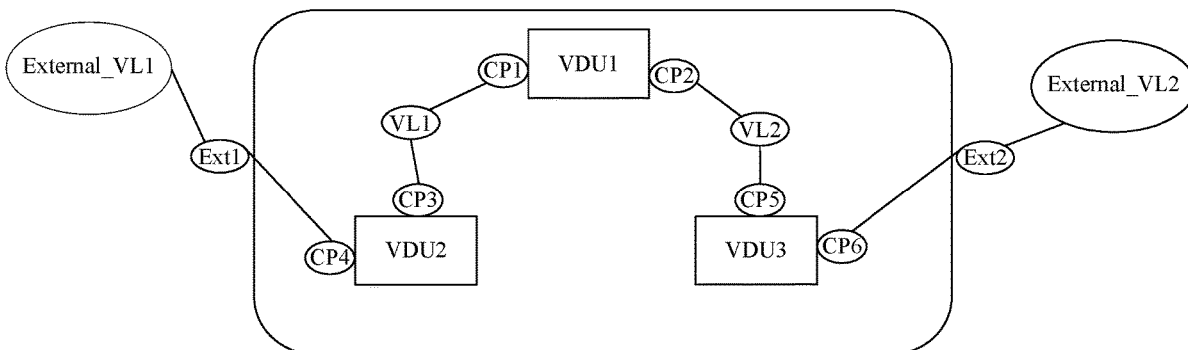 External_VL1
CP1
VDU1
CP2
External_VL2
VL1
VL2
Ext1
Ext2
CP3
CP5
CP4
VDU2
VDU3
CP6